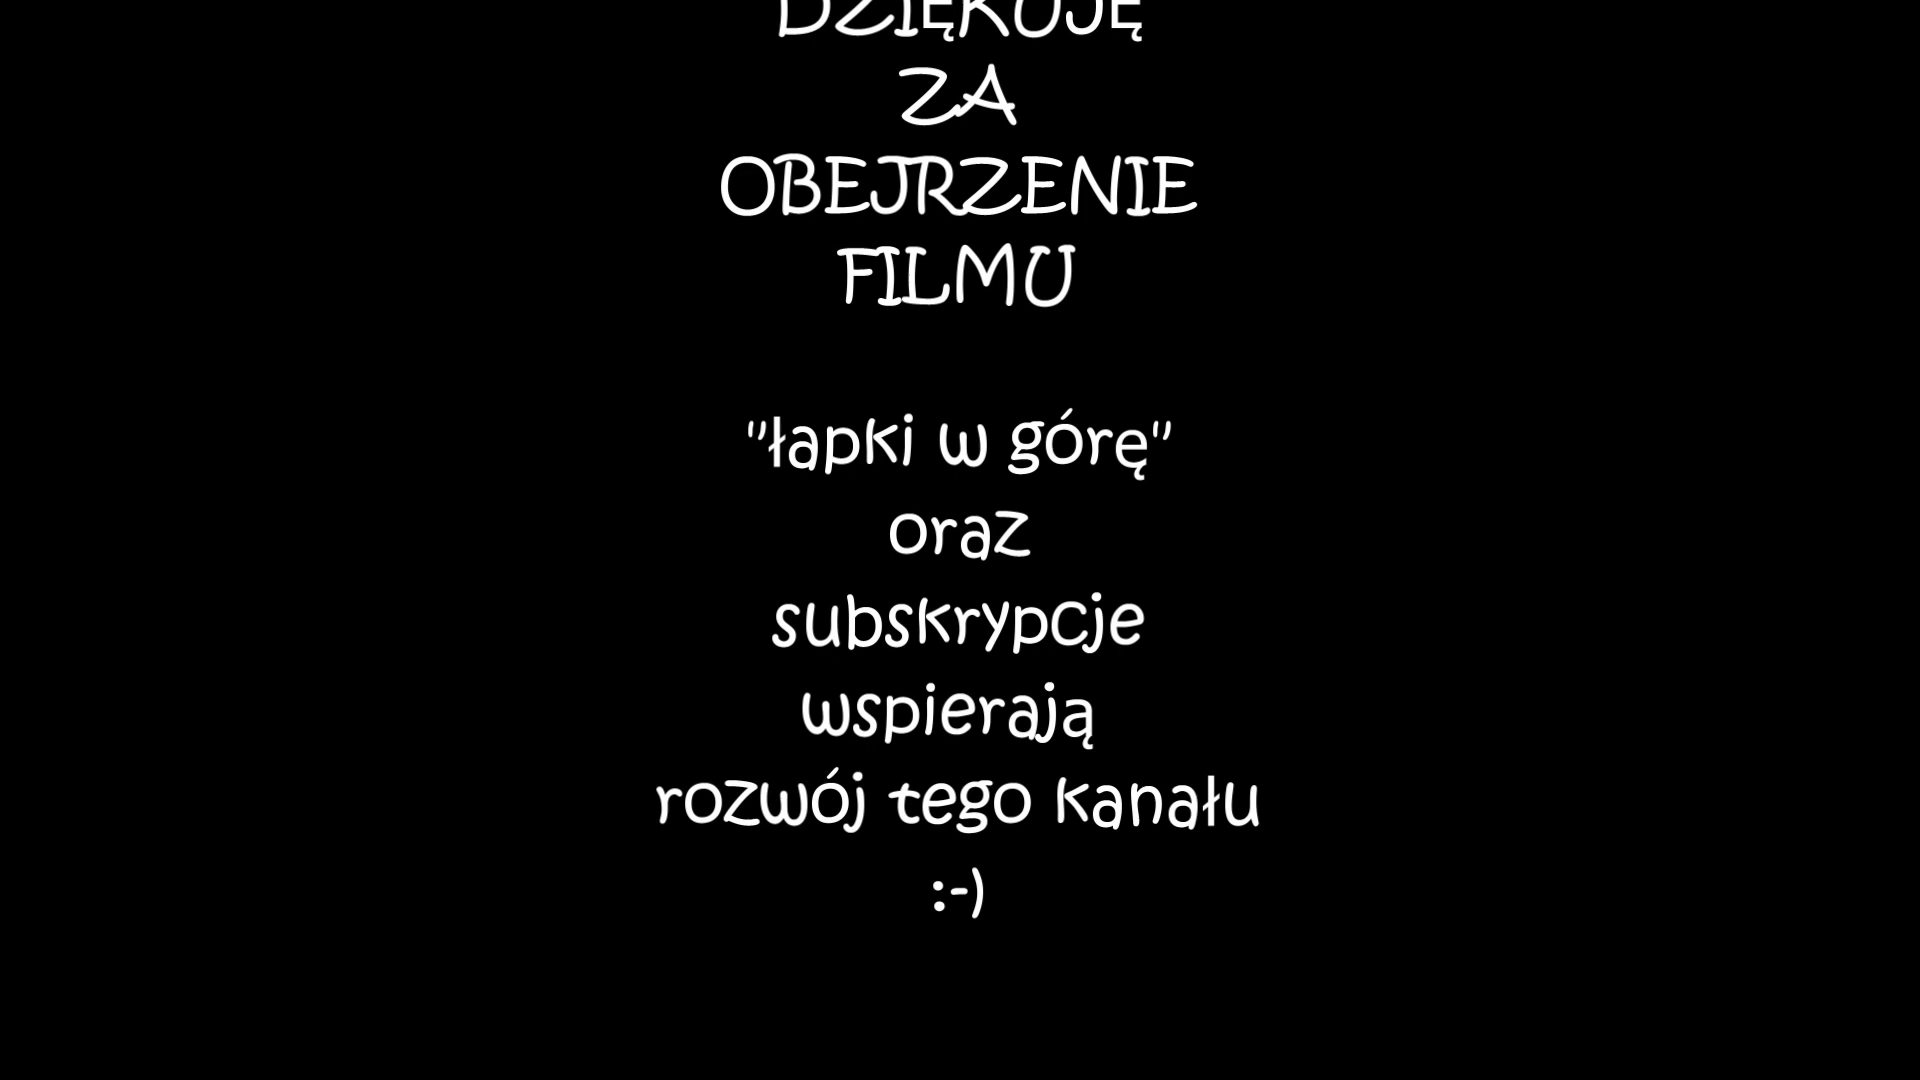 DZIĘKUJĘ
ZA
OBEJRZENIE
FILMU
"łapki w górę"
oraz
subskrypcje
wspierają
rozwój tego kanału
:-)